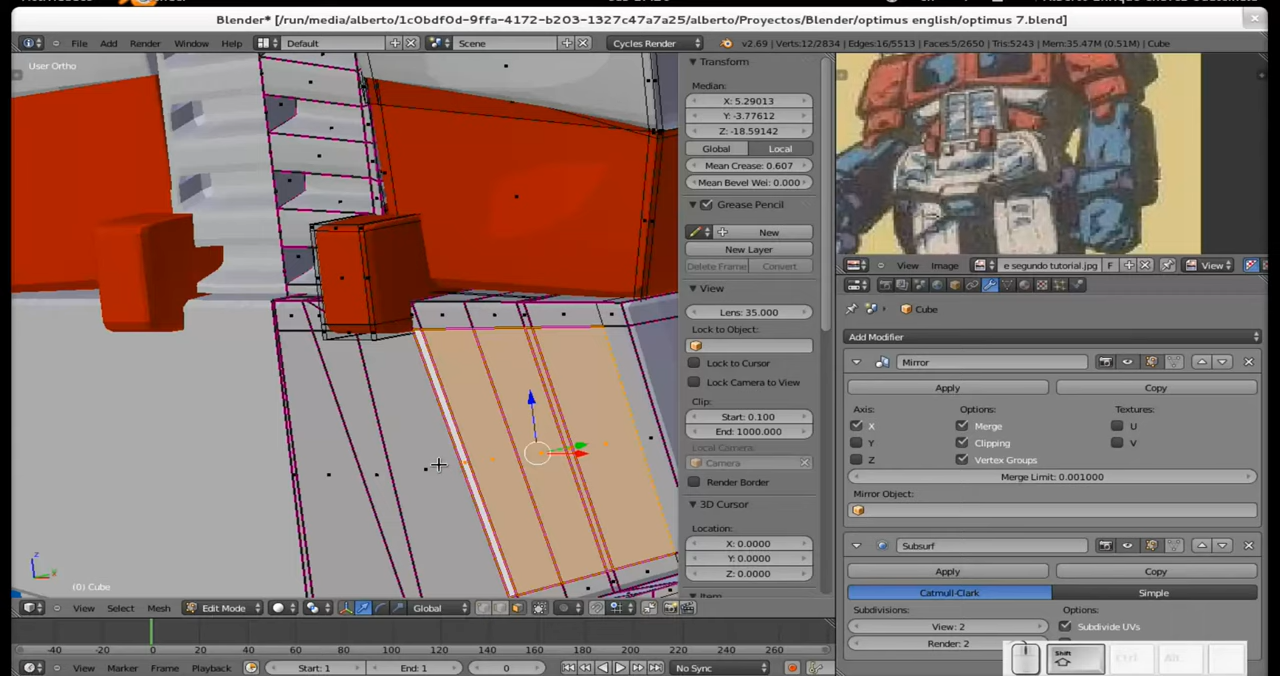 Blender* [/run/media/alberto/1c0bdf0d-9ffa-4172-b203-1327c47a7a25/alberto/Proyectos/Blender/optimus english/optimus 7.blend]
File Add Render Window Help Default Scene Cycles Render v2.69 | Verts:12/2834 | Edges:16/5513 | Faces:5/2650 | Tris:5243 | Mem:35.47M (0.51M) | Cube
User Ortho
Transform
Median:
X: 5.29013
Y: -3.77612
Z: -18.59142
Global Local
Mean Crease: 0.607
Mean Bevel Wei: 0.000
Grease Pencil
New
New Layer
Delete Frame Convert
View
Lens: 35.000
Lock to Object:
Lock to Cursor
Lock Camera to View
Clip:
Start: 0.100
End: 1000.000
Local Camera:
Camera
Render Border
3D Cursor
Location:
X: 0.0000
Y: 0.0000
Z: 0.0000
Item
z
y
(0) Cube
View Select Mesh Edit Mode Global
-40 -20 0 20 40 60 80 100 120 140 160 180 200 220 240 260
View Marker Frame Playback Start: 1 End: 1 0 No Sync
View Image e segundo tutorial.jpg F View
Cube
Add Modifier
Mirror
Apply Copy
Axis: Options: Textures:
X Merge U
Y Clipping V
Z Vertex Groups
Merge Limit: 0.001000
Mirror Object:
Subsurf
Apply Copy
Catmull-Clark Simple
Subdivisions: Options:
View: 2 Subdivide UVs
Render: 2
Shift Ctrl Alt